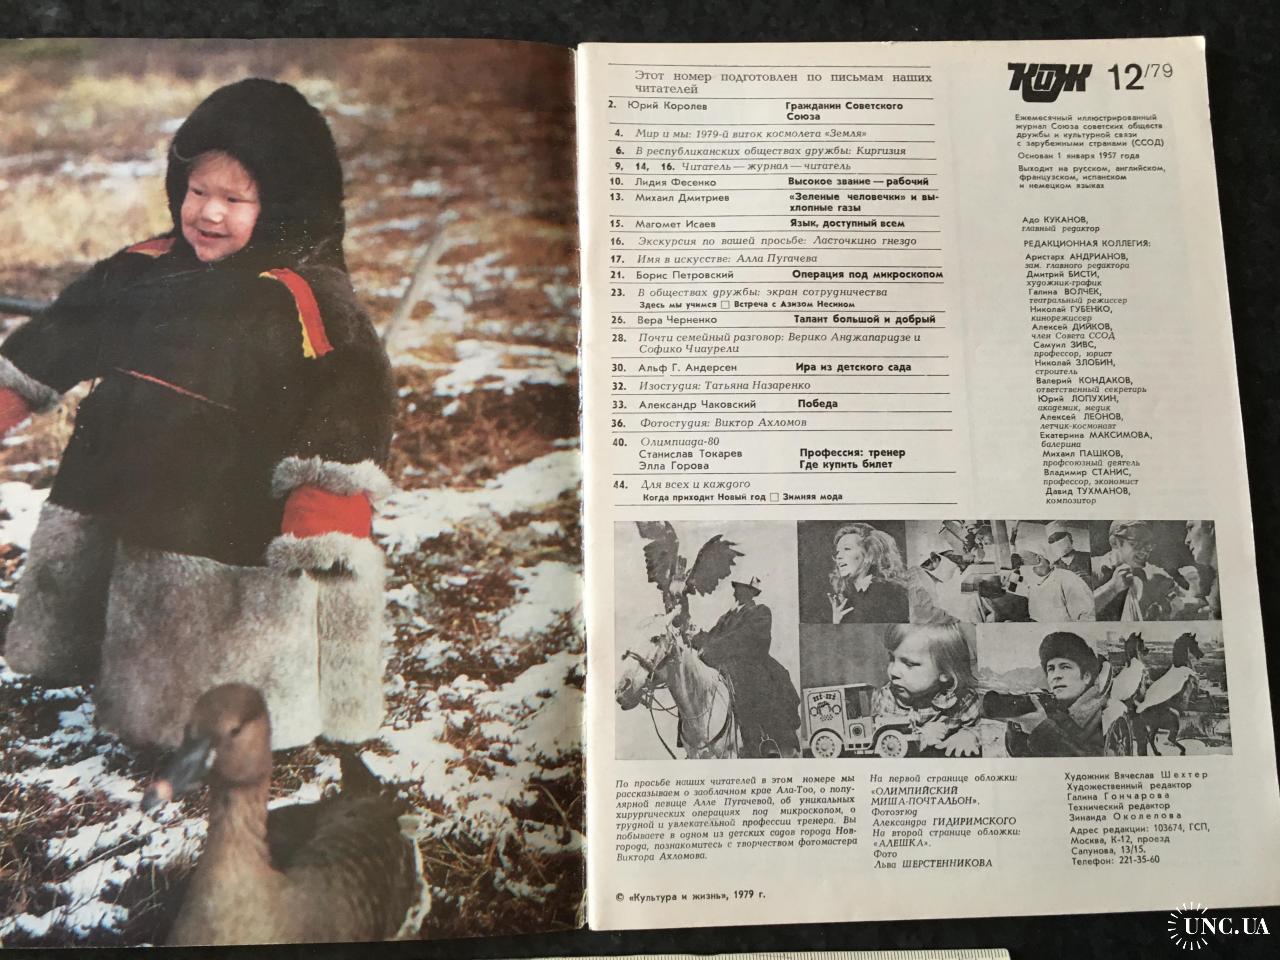 Этот номер подготовлен по письмам наших
читателей
2. Юрий Королев Гражданин Советского
Союза
4. Мир и мы: 1979-й виток космолета «Земля»
6. В республиканских обществах дружбы: Киргизия
9, 14, 16. Читатель — журнал — читатель
10. Лидия Фесенко Высокое звание — рабочий
13. Михаил Дмитриев «Зеленые человечки» и вы-
хлопные газы
15. Магомет Исаев Язык, доступный всем
16. Экскурсия по вашей просьбе: Ласточкино гнездо
17. Имя в искусстве: Алла Пугачева
21. Борис Петровский Операция под микроскопом
23. В обществах дружбы: экран сотрудничества
Здесь мы учимся □ Встреча с Азизом Несином
26. Вера Черненко Талант большой и добрый
28. Почти семейный разговор: Верико Анджапаридзе и
Софико Чиаурели
30. Альф Г. Андерсен Ира из детского сада
32. Изостудия: Татьяна Назаренко
33. Александр Чаковский Победа
36. Фотостудия: Виктор Ахломов
40. Олимпиада-80
Станислав Токарев Профессия: тренер
Элла Горова Где купить билет
44. Для всех и каждого
Когда приходит Новый год □ Зимняя мода
КиЖ 12/79
Ежемесячный иллюстрированный
журнал Союза советских обществ
дружбы и культурной связи
с зарубежными странами (ССОД)
Основан 1 января 1957 года
Выходит на русском, английском,
французском, испанском
и немецком языках
Адо КУКАНОВ,
главный редактор
РЕДАКЦИОННАЯ КОЛЛЕГИЯ:
Аристарх АНДРИАНОВ,
зам. главного редактора
Дмитрий БИСТИ,
художник-график
Галина ВОЛЧЕК,
театральный режиссер
Николай ГУБЕНКО,
кинорежиссер
Алексей ДИЙКОВ,
член Совета ССОД
Самуил ЗИВС,
профессор, юрист
Николай ЗЛОБИН,
строитель
Валерий КОНДАКОВ,
ответственный секретарь
Юрий ЛОПУХИН,
академик, медик
Алексей ЛЕОНОВ,
летчик-космонавт
Екатерина МАКСИМОВА,
балерина
Михаил ПАШКОВ,
профсоюзный деятель
Владимир СТАНИС,
профессор, экономист
Давид ТУХМАНОВ,
композитор
По просьбе наших читателей в этом номере мы
рассказываем о заоблачном крае Ала-Тоо, о попу-
лярной певице Алле Пугачевой, об уникальных
хирургических операциях под микроскопом, о
трудной и увлекательной профессии тренера. Вы
побываете в одном из детских садов города Нов-
города, познакомитесь с творчеством фотомастера
Виктора Ахломова.
На первой странице обложки:
«ОЛИМПИЙСКИЙ
МИША-ПОЧТАЛЬОН».
Фотоэтюд
Александра ГИДИРИМСКОГО
На второй странице обложки:
«АЛЕШКА».
Фото
Льва ШЕРСТЕННИКОВА
Художник Вячеслав Шехтер
Художественный редактор
Галина Гончарова
Технический редактор
Зинаида Околепова
Адрес редакции: 103674, ГСП,
Москва, К-12, проезд
Сапунова, 13/15.
Телефон: 221-35-60
© «Культура и жизнь», 1979 г.
UNC.UA